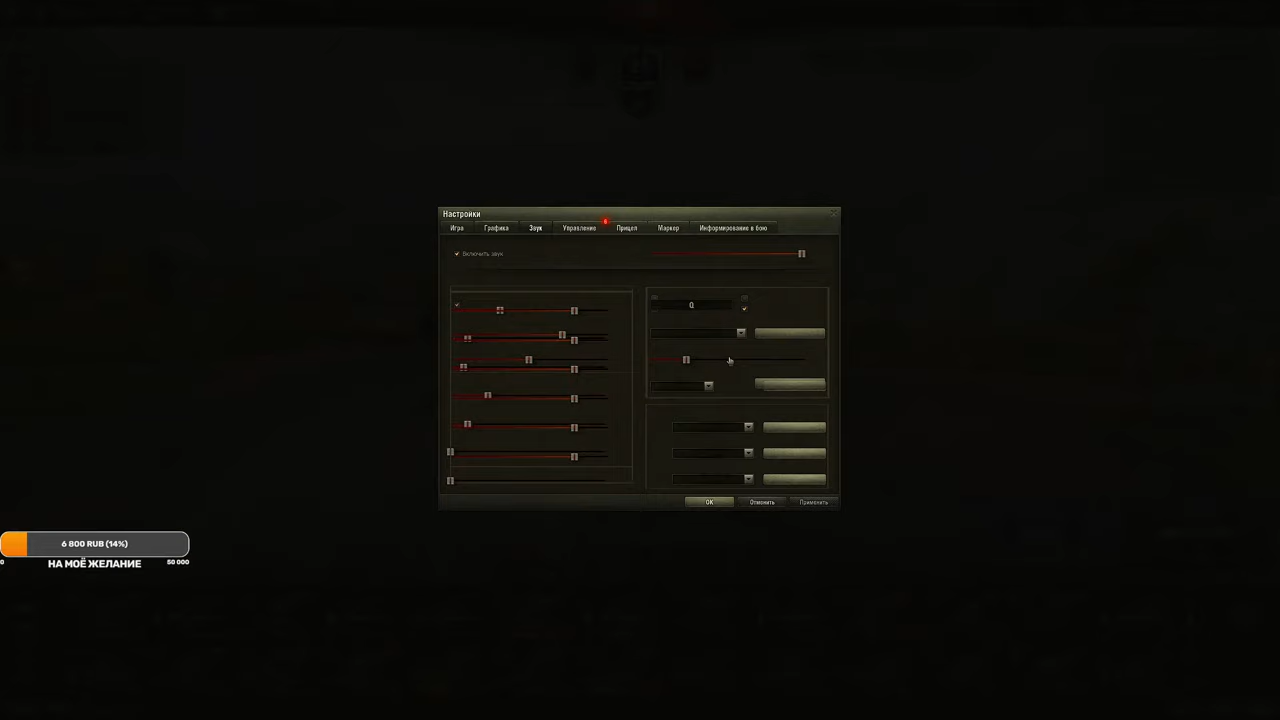 Настройки
Игра Графика Звук Управление Прицел Маркер Информирование в бою
Включить звук
Q
OK Отменить Применить
6 800 RUB (14%)
0 НА МОЁ ЖЕЛАНИЕ 50 000